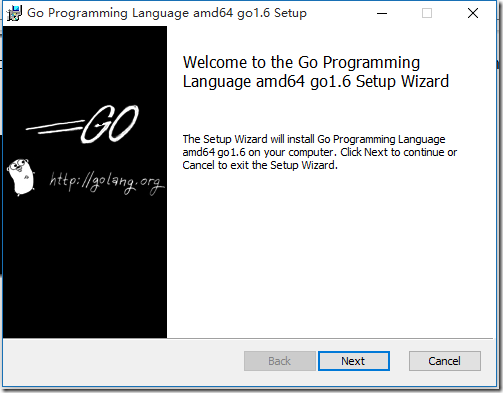 Go Programming Language amd64 go1.6 Setup
Welcome to the Go Programming
Language amd64 go1.6 Setup Wizard
The Setup Wizard will install Go Programming Language
amd64 go1.6 on your computer. Click Next to continue or
Cancel to exit the Setup Wizard.
GO
http://golang.org
Back
Next
Cancel